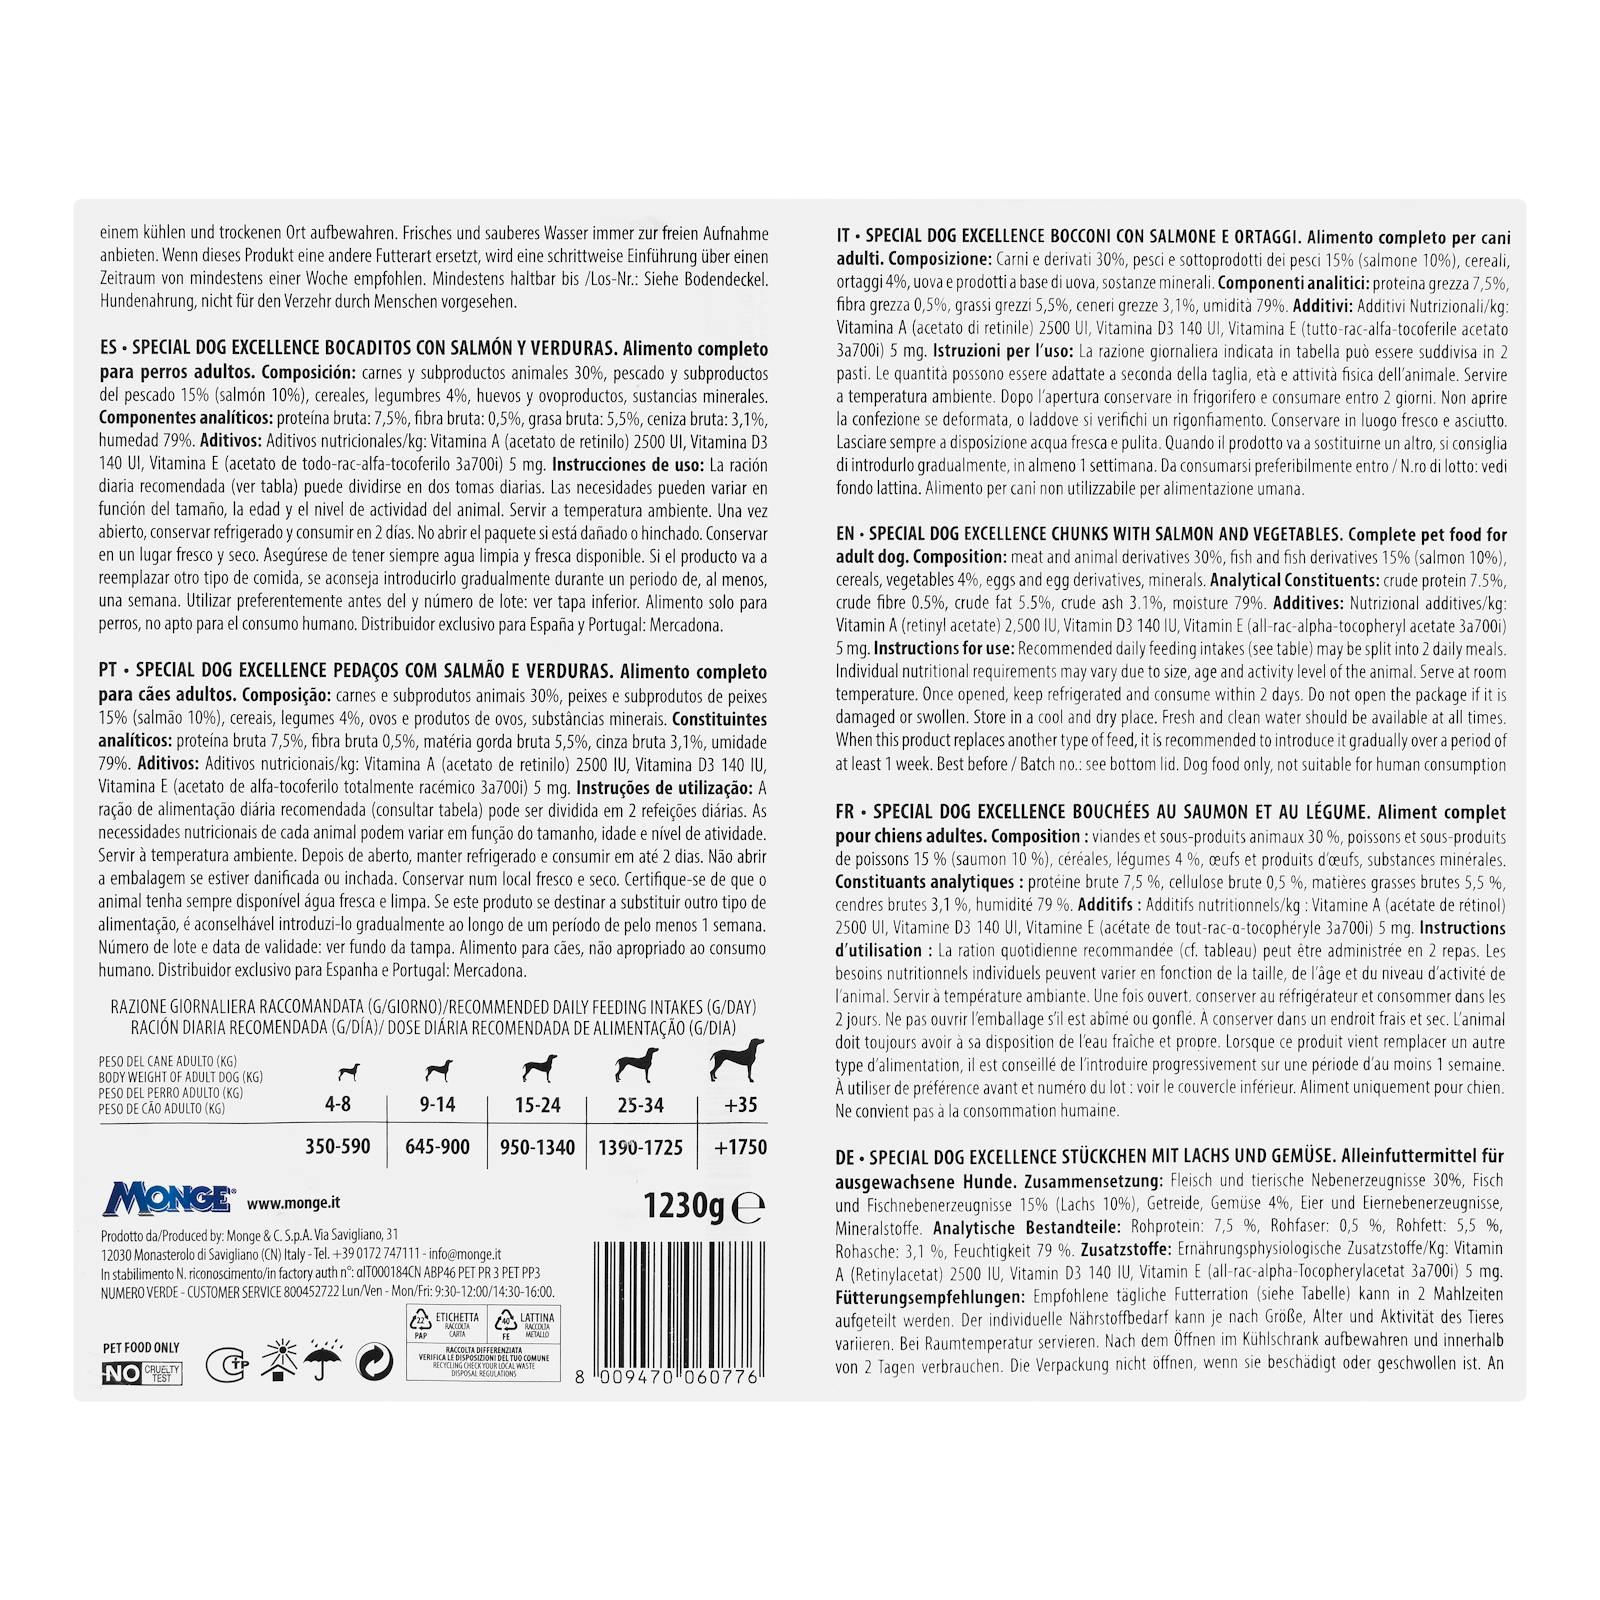 einem kühlen und trockenen Ort aufbewahren. Frisches und sauberes Wasser immer zur freien Aufnahme
anbieten. Wenn dieses Produkt eine andere Futterart ersetzt, wird eine schrittweise Einführung über einen
Zeitraum von mindestens einer Woche empfohlen. Mindestens haltbar bis /Los-Nr.: Siehe Bodendeckel.
Hundenahrung, nicht für den Verzehr durch Menschen vorgesehen.
ES • SPECIAL DOG EXCELLENCE BOCADITOS CON SALMÓN Y VERDURAS. Alimento completo
para perros adultos. Composición: carnes y subproductos animales 30%, pescado y subproductos
del pescado 15% (salmón 10%), cereales, legumbres 4%, huevos y ovoproductos, sustancias minerales.
Componentes analíticos: proteína bruta: 7,5%, fibra bruta: 0,5%, grasa bruta: 5,5%, ceniza bruta: 3,1%,
humedad 79%. Aditivos: Aditivos nutricionales/kg: Vitamina A (acetato de retinilo) 2500 UI, Vitamina D3
140 UI, Vitamina E (acetato de todo-rac-alfa-tocoferilo 3a700i) 5 mg. Instrucciones de uso: La ración
diaria recomendada (ver tabla) puede dividirse en dos tomas diarias. Las necesidades pueden variar en
función del tamaño, la edad y el nivel de actividad del animal. Servir a temperatura ambiente. Una vez
abierto, conservar refrigerado y consumir en 2 días. No abrir el paquete si está dañado o hinchado. Conservar
en un lugar fresco y seco. Asegúrese de tener siempre agua limpia y fresca disponible. Si el producto va a
reemplazar otro tipo de comida, se aconseja introducirlo gradualmente durante un periodo de, al menos,
una semana. Utilizar preferentemente antes del y número de lote: ver tapa inferior. Alimento solo para
perros, no apto para el consumo humano. Distribuidor exclusivo para España y Portugal: Mercadona.
PT • SPECIAL DOG EXCELLENCE PEDAÇOS COM SALMÃO E VERDURAS. Alimento completo
para cães adultos. Composição: carnes e subprodutos animais 30%, peixes e subprodutos de peixes
15% (salmão 10%), cereais, legumes 4%, ovos e produtos de ovos, substâncias minerais. Constituintes
analíticos: proteína bruta 7,5%, fibra bruta 0,5%, matéria gorda bruta 5,5%, cinza bruta 3,1%, umidade
79%. Aditivos: Aditivos nutricionais/kg: Vitamina A (acetato de retinilo) 2500 IU, Vitamina D3 140 IU,
Vitamina E (acetato de alfa-tocoferilo totalmente racémico 3a700i) 5 mg. Instruções de utilização: A
ração de alimentação diária recomendada (consultar tabela) pode ser dividida em 2 refeições diárias. As
necessidades nutricionais de cada animal podem variar em função do tamanho, idade e nível de atividade.
Servir à temperatura ambiente. Depois de aberto, manter refrigerado e consumir em até 2 dias. Não abrir
a embalagem se estiver danificada ou inchada. Conservar num local fresco e seco. Certifique-se de que o
animal tenha sempre disponível água fresca e limpa. Se este produto se destinar a substituir outro tipo de
alimentação, é aconselhável introduzi-lo gradualmente ao longo de um período de pelo menos 1 semana.
Número de lote e data de validade: ver fundo da tampa. Alimento para cães, não apropriado ao consumo
humano. Distribuidor exclusivo para Espanha e Portugal: Mercadona.
RAZIONE GIORNALIERA RACCOMANDATA (G/GIORNO)/RECOMMENDED DAILY FEEDING INTAKES (G/DAY)
RACIÓN DIARIA RECOMENDADA (G/DÍA)/ DOSE DIÁRIA RECOMENDADA DE ALIMENTAÇÃO (G/DIA)
PESO DEL CANE ADULTO (KG)
BODY WEIGHT OF ADULT DOG (KG)
PESO DEL PERRO ADULTO (KG)
PESO DE CÃO ADULTO (KG)
4-8 9-14 15-24 25-34 +35
350-590 645-900 950-1340 1390-1725 +1750
MONGE® www.monge.it 1230g ℮
Prodotto da/Produced by: Monge & C. S.p.A. Via Savigliano, 31
12030 Monasterolo di Savigliano (CN) Italy - Tel. +39 0172 747111 - info@monge.it
In stabilimento N. riconoscimento/in factory auth n°: αIT000184CN ABP46 PET PR 3 PET PP3
NUMERO VERDE - CUSTOMER SERVICE 800452722 Lun/Ven - Mon/Fri: 9:30-12:00/14:30-16:00.
PET FOOD ONLY
NO CRUELTY TEST
TP
22 PAP ETICHETTA RACCOLTA CARTA
40 FE LATTINA RACCOLTA METALLO
RACCOLTA DIFFERENZIATA
VERIFICA LE DISPOSIZIONI DEL TUO COMUNE
RECYCLING CHECK YOUR LOCAL WASTE
DISPOSAL REGULATIONS
8 009470 060776
IT • SPECIAL DOG EXCELLENCE BOCCONI CON SALMONE E ORTAGGI. Alimento completo per cani
adulti. Composizione: Carni e derivati 30%, pesci e sottoprodotti dei pesci 15% (salmone 10%), cereali,
ortaggi 4%, uova e prodotti a base di uova, sostanze minerali. Componenti analitici: proteina grezza 7,5%,
fibra grezza 0,5%, grassi grezzi 5,5%, ceneri grezze 3,1%, umidità 79%. Additivi: Additivi Nutrizionali/kg:
Vitamina A (acetato di retinile) 2500 UI, Vitamina D3 140 UI, Vitamina E (tutto-rac-alfa-tocoferile acetato
3a700i) 5 mg. Istruzioni per l'uso: La razione giornaliera indicata in tabella può essere suddivisa in 2
pasti. Le quantità possono essere adattate a seconda della taglia, età e attività fisica dell'animale. Servire
a temperatura ambiente. Dopo l'apertura conservare in frigorifero e consumare entro 2 giorni. Non aprire
la confezione se deformata, o laddove si verifichi un rigonfiamento. Conservare in luogo fresco e asciutto.
Lasciare sempre a disposizione acqua fresca e pulita. Quando il prodotto va a sostituirne un altro, si consiglia
di introdurlo gradualmente, in almeno 1 settimana. Da consumarsi preferibilmente entro / N.ro di lotto: vedi
fondo lattina. Alimento per cani non utilizzabile per alimentazione umana.
EN • SPECIAL DOG EXCELLENCE CHUNKS WITH SALMON AND VEGETABLES. Complete pet food for
adult dog. Composition: meat and animal derivatives 30%, fish and fish derivatives 15% (salmon 10%),
cereals, vegetables 4%, eggs and egg derivatives, minerals. Analytical Constituents: crude protein 7.5%,
crude fibre 0.5%, crude fat 5.5%, crude ash 3.1%, moisture 79%. Additives: Nutrizional additives/kg:
Vitamin A (retinyl acetate) 2,500 IU, Vitamin D3 140 IU, Vitamin E (all-rac-alpha-tocopheryl acetate 3a700i)
5 mg. Instructions for use: Recommended daily feeding intakes (see table) may be split into 2 daily meals.
Individual nutritional requirements may vary due to size, age and activity level of the animal. Serve at room
temperature. Once opened, keep refrigerated and consume within 2 days. Do not open the package if it is
damaged or swollen. Store in a cool and dry place. Fresh and clean water should be available at all times.
When this product replaces another type of feed, it is recommended to introduce it gradually over a period of
at least 1 week. Best before / Batch no.: see bottom lid. Dog food only, not suitable for human consumption
FR • SPECIAL DOG EXCELLENCE BOUCHÉES AU SAUMON ET AU LÉGUME. Aliment complet
pour chiens adultes. Composition : viandes et sous-produits animaux 30 %, poissons et sous-produits
de poissons 15 % (saumon 10 %), céréales, légumes 4 %, œufs et produits d'œufs, substances minérales.
Constituants analytiques : protéine brute 7,5 %, cellulose brute 0,5 %, matières grasses brutes 5,5 %,
cendres brutes 3,1 %, humidité 79 %. Additifs : Additifs nutritionnels/kg : Vitamine A (acétate de rétinol)
2500 UI, Vitamine D3 140 UI, Vitamine E (acétate de tout-rac-α-tocophéryle 3a700i) 5 mg. Instructions
d'utilisation : La ration quotidienne recommandée (cf. tableau) peut être administrée en 2 repas. Les
besoins nutritionnels individuels peuvent varier en fonction de la taille, de l'âge et du niveau d'activité de
l'animal. Servir à température ambiante. Une fois ouvert, conserver au réfrigérateur et consommer dans les
2 jours. Ne pas ouvrir l'emballage s'il est abîmé ou gonflé. À conserver dans un endroit frais et sec. L'animal
doit toujours avoir à sa disposition de l'eau fraîche et propre. Lorsque ce produit vient remplacer un autre
type d'alimentation, il est conseillé de l'introduire progressivement sur une période d'au moins 1 semaine.
À utiliser de préférence avant et numéro du lot : voir le couvercle inférieur. Aliment uniquement pour chien.
Ne convient pas à la consommation humaine.
DE • SPECIAL DOG EXCELLENCE STÜCKCHEN MIT LACHS UND GEMÜSE. Alleinfuttermittel für
ausgewachsene Hunde. Zusammensetzung: Fleisch und tierische Nebenerzeugnisse 30%, Fisch
und Fischnebenerzeugnisse 15% (Lachs 10%), Getreide, Gemüse 4%, Eier und Eiernebenerzeugnisse,
Mineralstoffe. Analytische Bestandteile: Rohprotein: 7,5 %, Rohfaser: 0,5 %, Rohfett: 5,5 %,
Rohasche: 3,1 %, Feuchtigkeit 79 %. Zusatzstoffe: Ernährungsphysiologische Zusatzstoffe/Kg: Vitamin
A (Retinylacetat) 2500 IU, Vitamin D3 140 IU, Vitamin E (all-rac-alpha-Tocopherylacetat 3a700i) 5 mg.
Fütterungsempfehlungen: Empfohlene tägliche Futterration (siehe Tabelle) kann in 2 Mahlzeiten
aufgeteilt werden. Der individuelle Nährstoffbedarf kann je nach Größe, Alter und Aktivität des Tieres
variieren. Bei Raumtemperatur servieren. Nach dem Öffnen im Kühlschrank aufbewahren und innerhalb
von 2 Tagen verbrauchen. Die Verpackung nicht öffnen, wenn sie beschädigt oder geschwollen ist. An